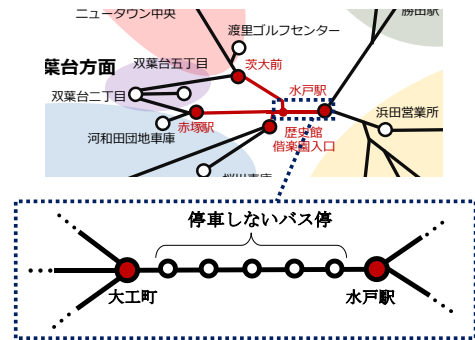 ニュータウン中央
渡里ゴルフセンター
勝田駅
葉台方面
双葉台五丁目
茨大前
水戸駅
双葉台二丁目
赤塚駅
浜田営業所
河和田団地車庫
歴史館
偕楽園入口
停車しないバス停
大工町
水戸駅